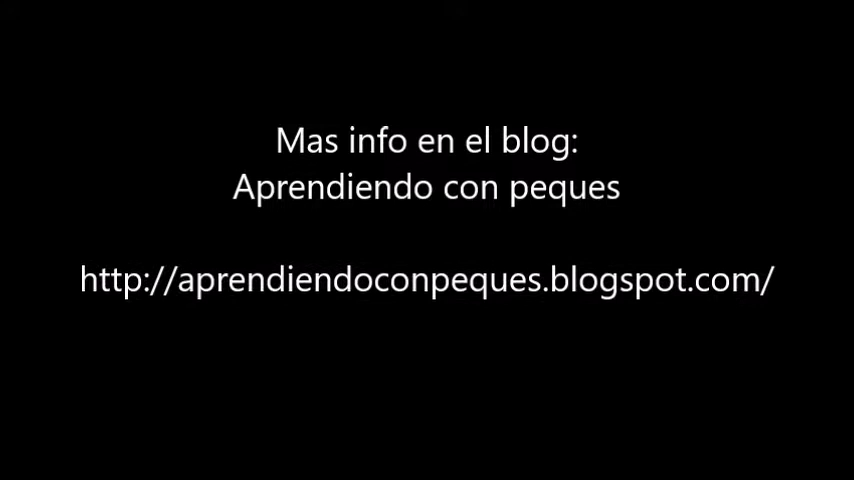 Mas info en el blog:
Aprendiendo con peques
http://aprendiendoconpeques.blogspot.com/